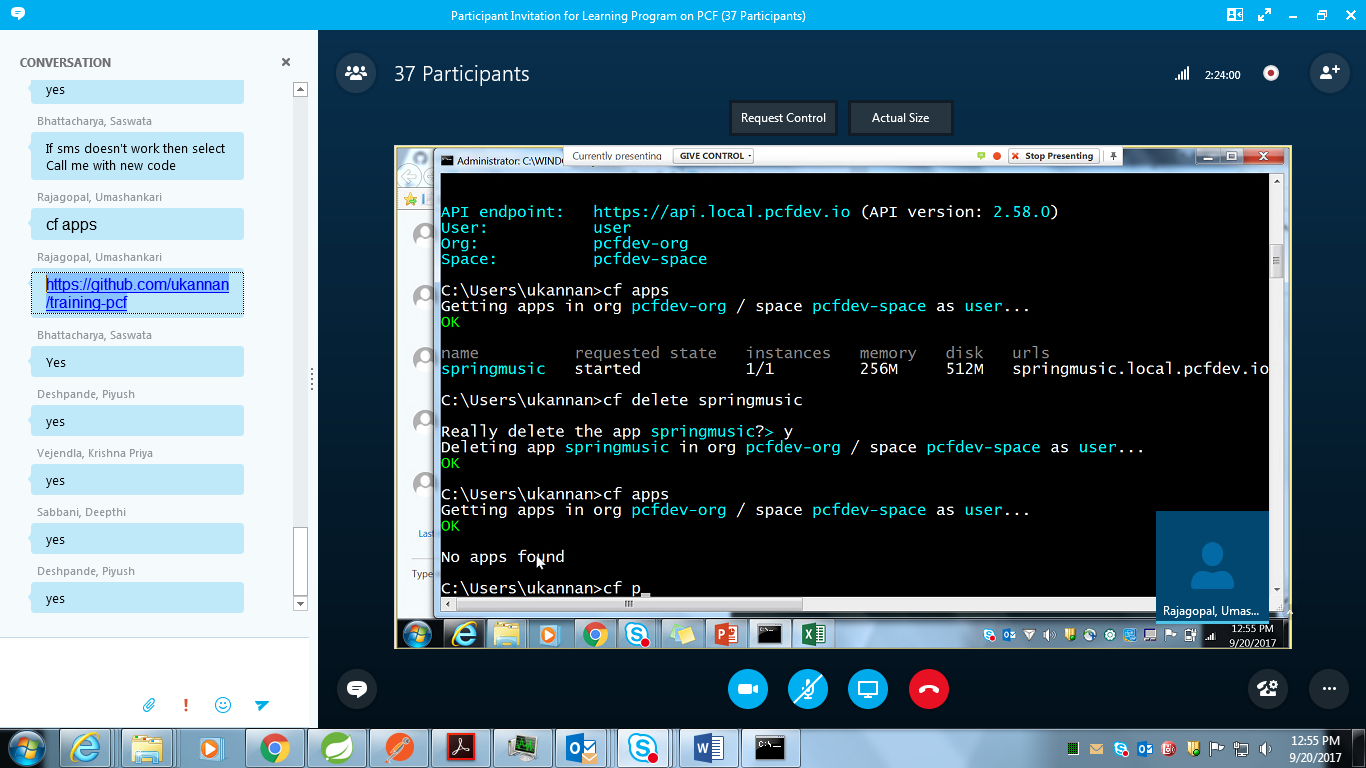 Participant Invitation for Learning Program on PCF (37 Participants)
CONVERSATION
yes
Bhattacharya, Saswata
If sms doesn't work then select
Call me with new code
Rajagopal, Umashankari
cf apps
Rajagopal, Umashankari
https://github.com/ukannan
/training-pcf
Bhattacharya, Saswata
Yes
Deshpande, Piyush
yes
Vejendla, Krishna Priya
yes
Sabbani, Deepthi
yes
Deshpande, Piyush
yes
37 Participants
2:24:00
Request Control
Actual Size
Administrator: C:\WIND
Currently presenting
GIVE CONTROL
Stop Presenting
API endpoint: https://api.local.pcfdev.io (API version: 2.58.0)
User: user
Org: pcfdev-org
Space: pcfdev-space
C:\Users\ukannan>cf apps
Getting apps in org pcfdev-org / space pcfdev-space as user...
OK
name requested state instances memory disk urls
springmusic started 1/1 256M 512M springmusic.local.pcfdev.io
C:\Users\ukannan>cf delete springmusic
Really delete the app springmusic?> y
Deleting app springmusic in org pcfdev-org / space pcfdev-space as user...
OK
C:\Users\ukannan>cf apps
Getting apps in org pcfdev-org / space pcfdev-space as user...
OK
No apps found
C:\Users\ukannan>cf p_
Last
Type
Rajagopal, Umas...
12:55 PM
9/20/2017
12:55 PM
9/20/2017